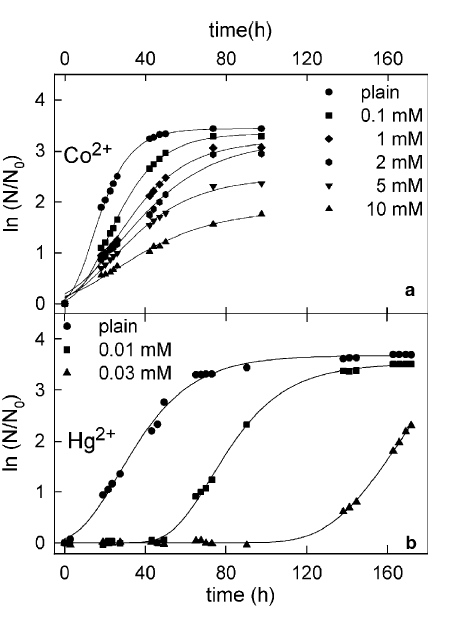 time(h)
0 40 80 120 160
4
3
2
1
0
ln (N/N0)
Co2+
plain
0.1 mM
1 mM
2 mM
5 mM
10 mM
a
4
3
2
1
0
ln (N/N0)
plain
0.01 mM
0.03 mM
Hg2+
b
0 40 80 120 160
time (h)